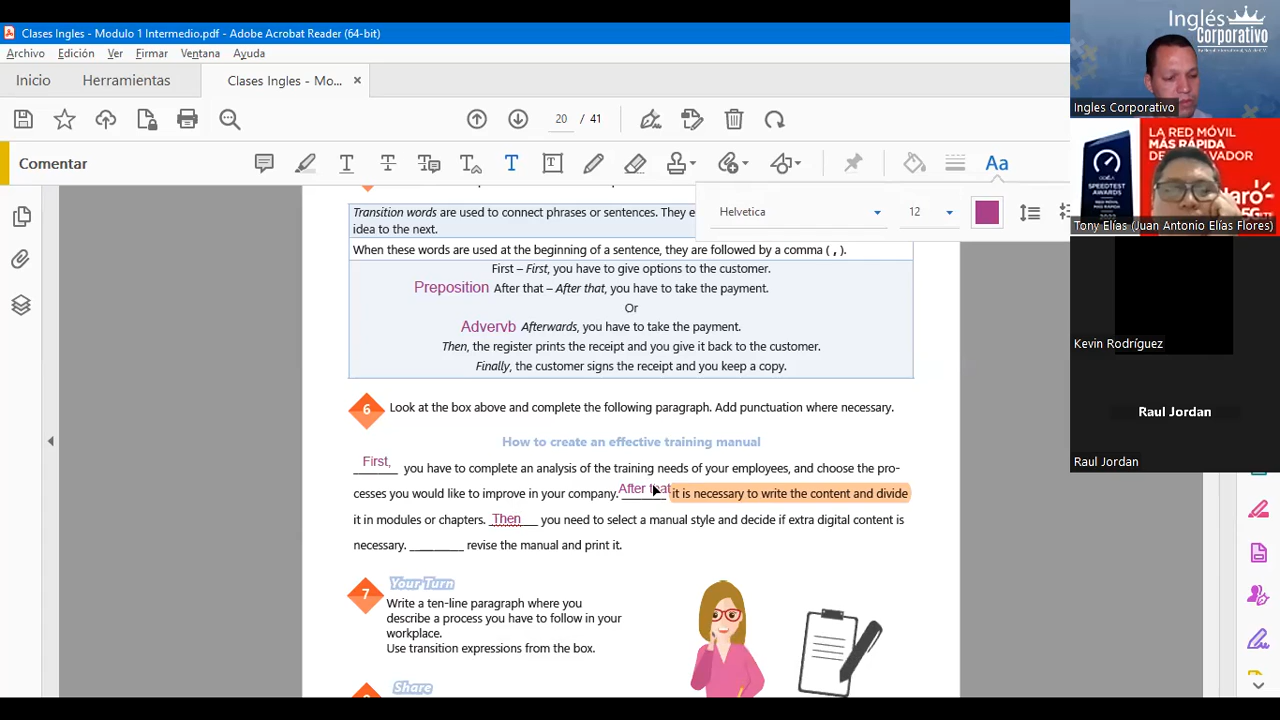 Clases Ingles - Modulo 1 Intermedio.pdf - Adobe Acrobat Reader (64-bit)
Archivo Edición Ver Firmar Ventana Ayuda
Inicio Herramientas Clases Ingles - Mo... ×
20 / 41
Comentar
Helvetica 12
Transition words are used to connect phrases or sentences. They e
idea to the next.
When these words are used at the beginning of a sentence, they are followed by a comma ( , ).
First – First, you have to give options to the customer.
Preposition After that – After that, you have to take the payment.
Or
Advervb Afterwards, you have to take the payment.
Then, the register prints the receipt and you give it back to the customer.
Finally, the customer signs the receipt and you keep a copy.
6 Look at the box above and complete the following paragraph. Add punctuation where necessary.
How to create an effective training manual
First, you have to complete an analysis of the training needs of your employees, and choose the pro-
cesses you would like to improve in your company. After that it is necessary to write the content and divide
it in modules or chapters. Then you need to select a manual style and decide if extra digital content is
necessary. ________ revise the manual and print it.
7 Your Turn
Write a ten-line paragraph where you
describe a process you have to follow in your
workplace.
Use transition expressions from the box.
Share
Inglés
Corporativo
Ingles Corporativo
SPEEDTEST
AWARDS
LA RED MÓVIL
MÁS RÁPIDA
Tony Elías (Juan Antonio Elías Flores)
Kevin Rodríguez
Raul Jordan
Raul Jordan